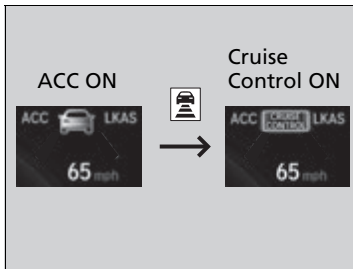 ACC ON
ACC LKAS
65 mph
Cruise
Control ON
ACC CRUISE CONTROL LKAS
65 mph